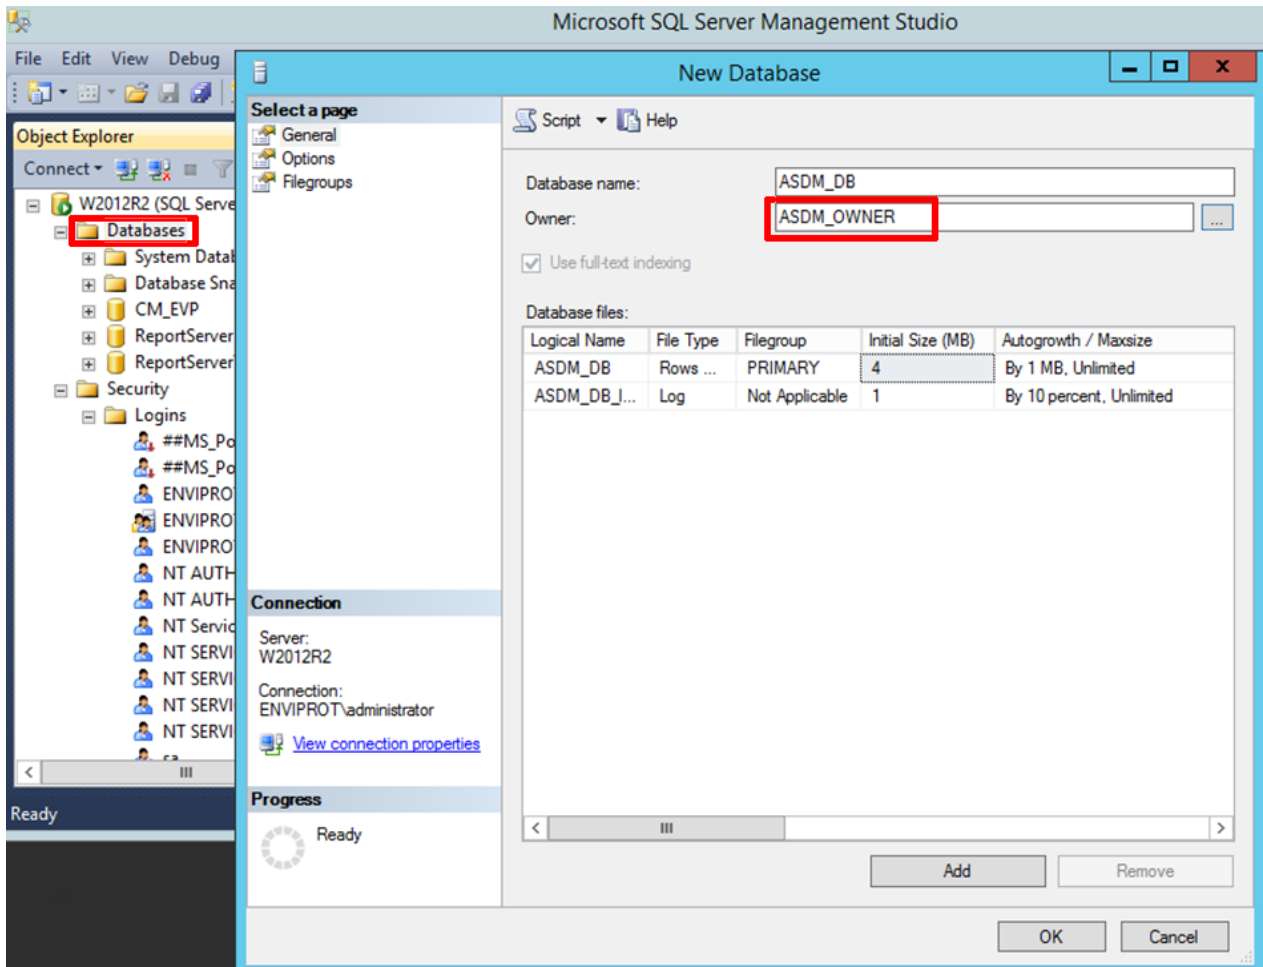 Microsoft SQL Server Management Studio
File Edit View Debug
Object Explorer
Connect
W2012R2 (SQL Serve
Databases
System Datab
Database Sna
CM_EVP
ReportServer
ReportServer
Security
Logins
##MS_Po
##MS_Po
ENVIPRO
ENVIPRO
ENVIPRO
NT AUTH
NT AUTH
NT Servic
NT SERVI
NT SERVI
NT SERVI
NT SERVI
sa
Ready
New Database
Select a page
General
Options
Filegroups
Connection
Server:
W2012R2
Connection:
ENVIPROT\administrator
View connection properties
Progress
Ready
Script Help
Database name: ASDM_DB
Owner: ASDM_OWNER ...
Use full-text indexing
Database files:
Logical Name File Type Filegroup Initial Size (MB) Autogrowth / Maxsize
ASDM_DB Rows ... PRIMARY 4 By 1 MB, Unlimited
ASDM_DB_l... Log Not Applicable 1 By 10 percent, Unlimited
Add Remove
OK Cancel